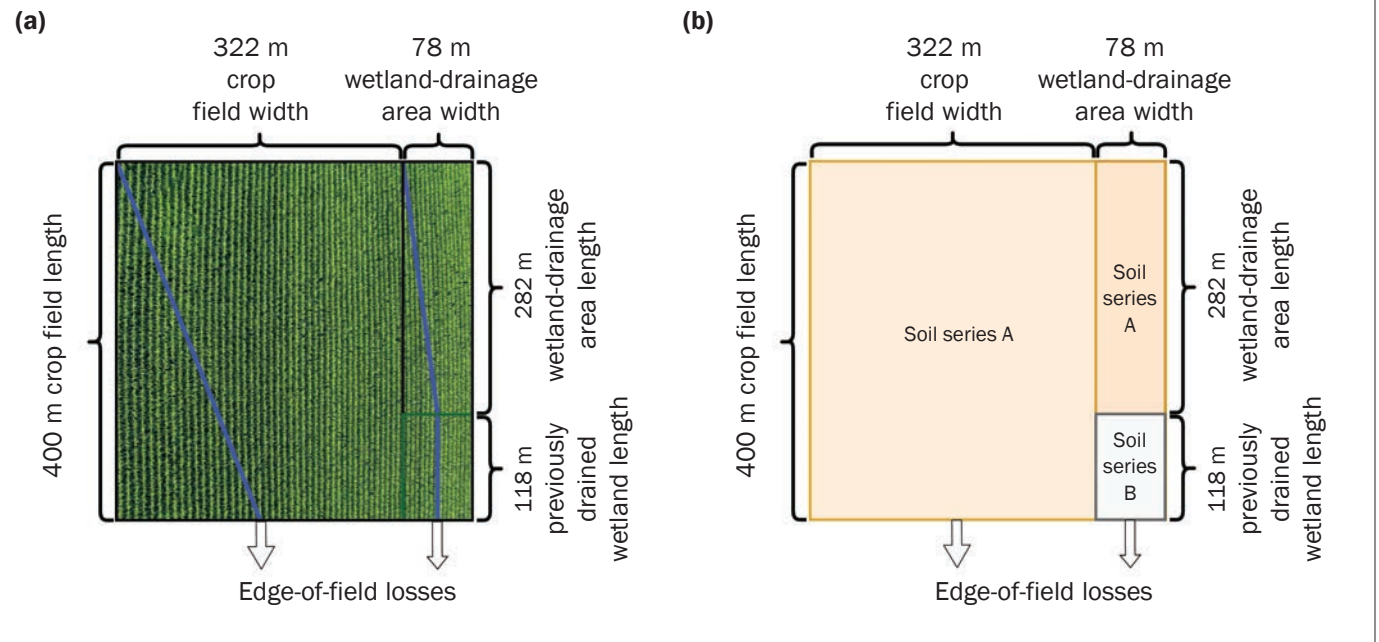 (a)
322 m
crop
field width
78 m
wetland-drainage
area width
400 m crop field length
282 m
wetland-drainage
area length
118 m
previously
drained
wetland length
Edge-of-field losses
(b)
322 m
crop
field width
78 m
wetland-drainage
area width
400 m crop field length
Soil series A
Soil
series
A
Soil
series
B
282 m
wetland-drainage
area length
118 m
previously
drained
wetland length
Edge-of-field losses